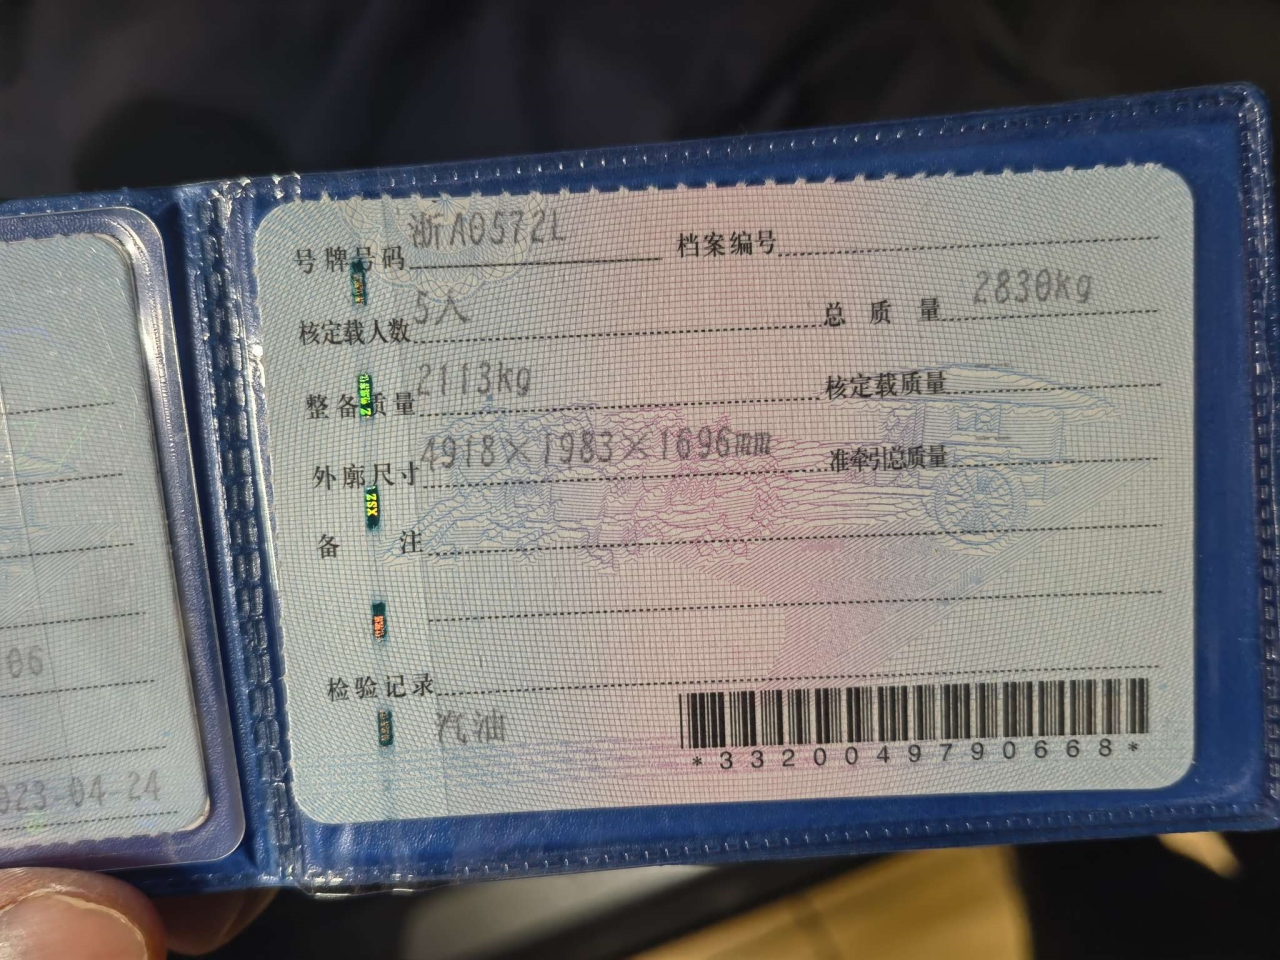 06
023-04-24
号牌号码 浙A0572L 档案编号
核定载人数 5人 总质量 2830kg
整备质量 2113kg 核定载质量
外廓尺寸 4918×1983×1696mm 准牵引总质量
备注
检验记录
汽油
*3320049790668*
XSZ